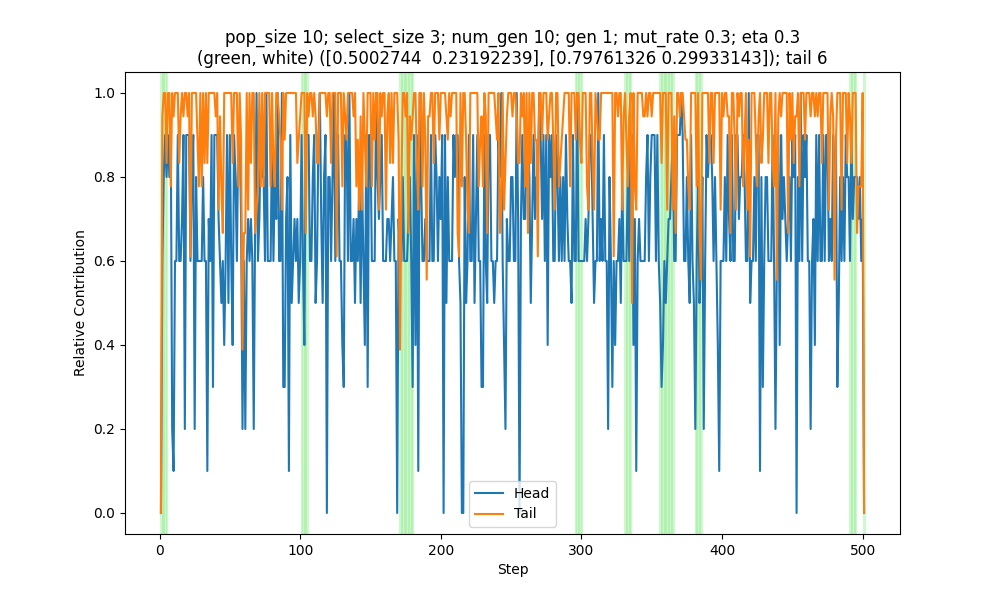 pop_size 10; select_size 3; num_gen 10; gen 1; mut_rate 0.3; eta 0.3
(green, white) ([0.5002744  0.23192239], [0.79761326 0.29933143]); tail 6
1.0
0.8
0.6
0.4
0.2
0.0
Relative Contribution
Head
Tail
0
100
200
300
400
500
Step